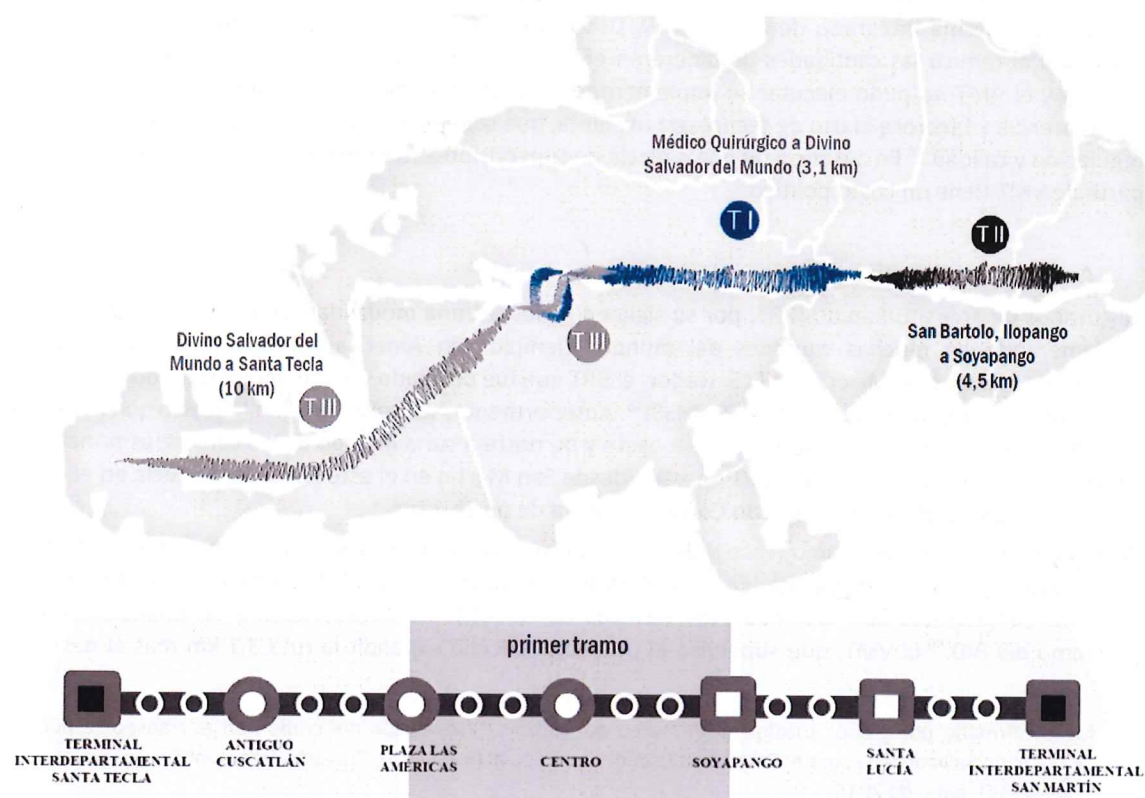 Médico Quirúrgico a Divino
Salvador del Mundo (3,1 km)
T I
T II
Divino Salvador del
Mundo a Santa Tecla
(10 km)
T III
T III
San Bartolo, Ilopango
a Soyapango
(4,5 km)
primer tramo
TERMINAL
INTERDEPARTAMENTAL
SANTA TECLA
ANTIGUO
CUSCATLÁN
PLAZA LAS
AMÉRICAS
CENTRO
SOYAPANGO
SANTA
LUCÍA
TERMINAL
INTERDEPARTAMENTAL
SAN MARTÍN